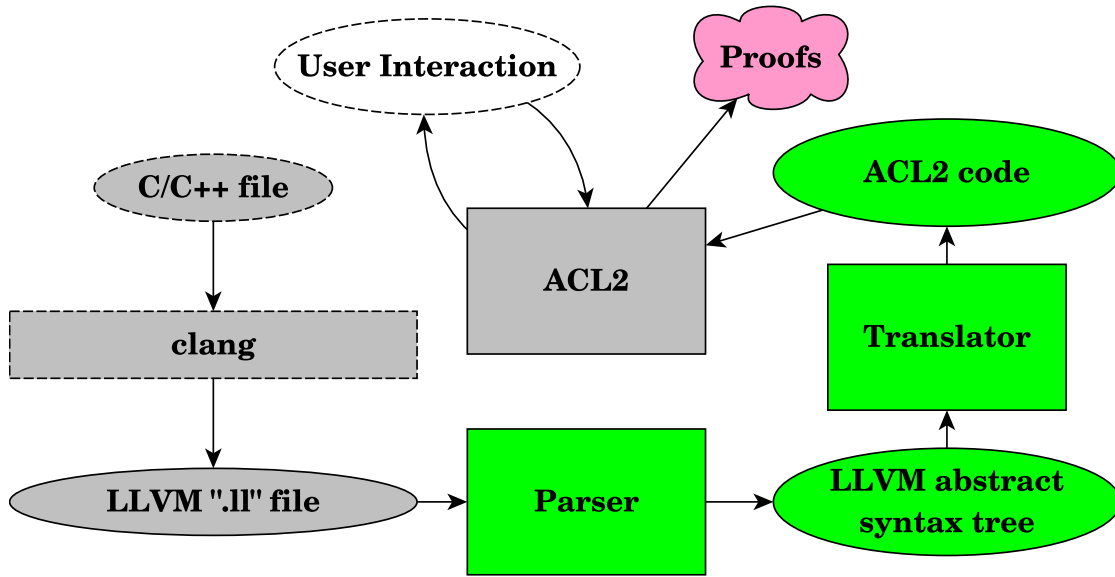 User Interaction
Proofs
C/C++ file
ACL2 code
ACL2
clang
Translator
LLVM ".ll" file
Parser
LLVM abstract
syntax tree